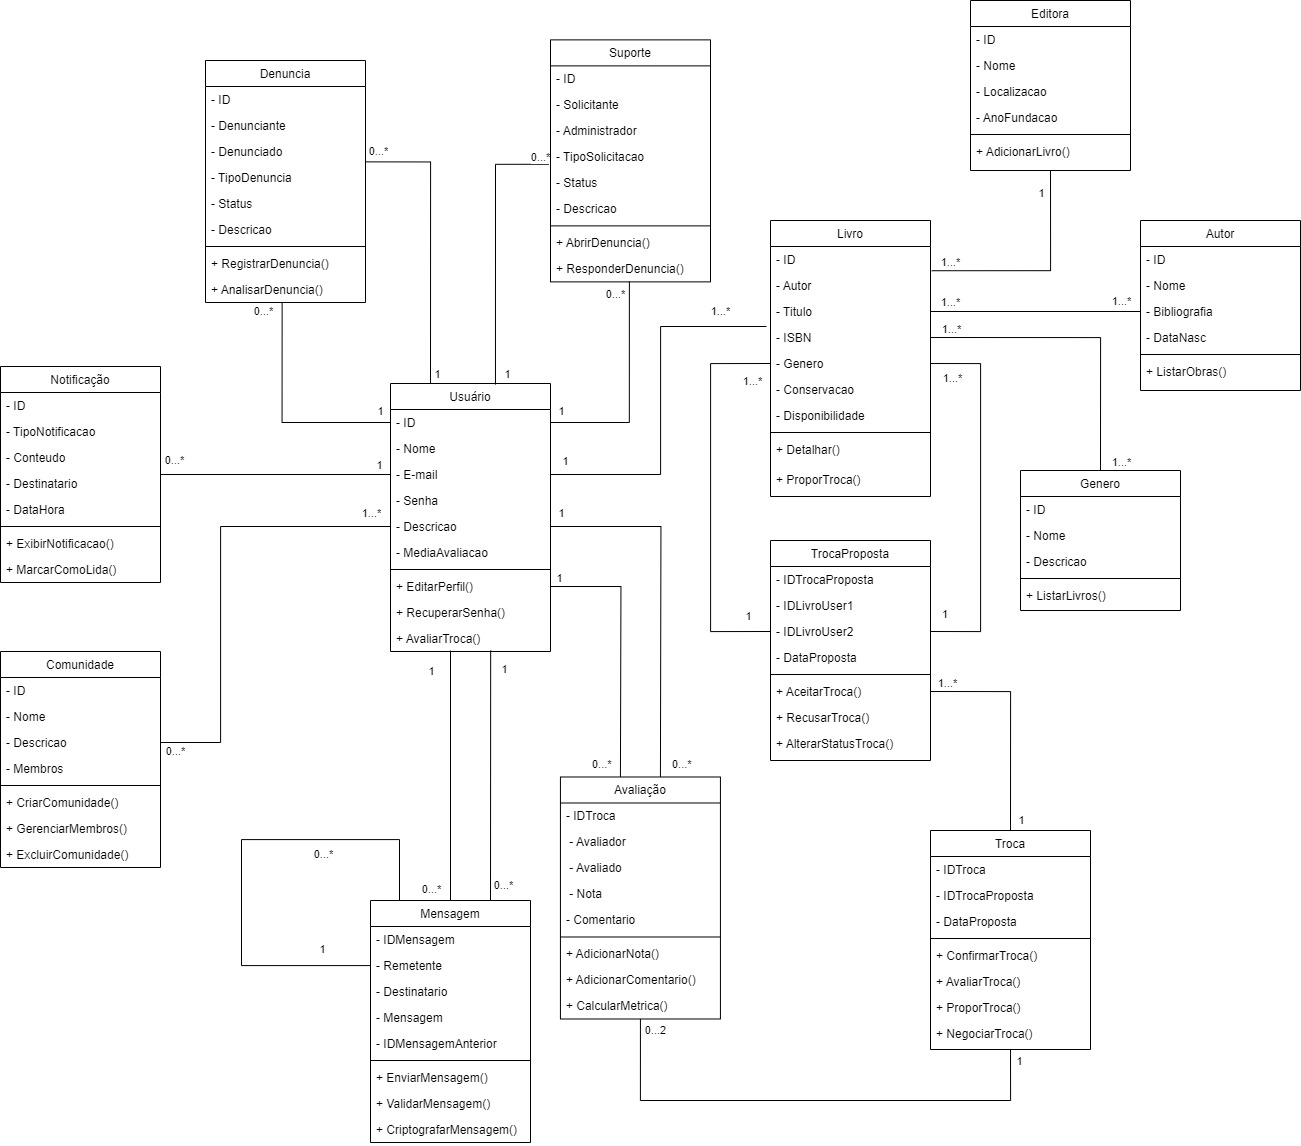 Editora
- ID
- Nome
- Localizacao
- AnoFundacao
+ AdicionarLivro()
1
Suporte
- ID
- Solicitante
- Administrador
- TipoSolicitacao
- Status
- Descricao
+ AbrirDenuncia()
+ ResponderDenuncia()
0...*
0...*
Denuncia
- ID
- Denunciante
- Denunciado
- TipoDenuncia
- Status
- Descricao
+ RegistrarDenuncia()
+ AnalisarDenuncia()
0...*
0...*
Livro
- ID
- Autor
- Titulo
- ISBN
- Genero
- Conservacao
- Disponibilidade
+ Detalhar()
+ ProporTroca()
1...*
1...*
1...*
1...*
1...*
1...*
Autor
- ID
- Nome
- Bibliografia
- DataNasc
+ ListarObras()
1...*
Notificação
- ID
- TipoNotificacao
- Conteudo
- Destinatario
- DataHora
+ ExibirNotificacao()
+ MarcarComoLida()
0...*
Usuário
- ID
- Nome
- E-mail
- Senha
- Descricao
- MediaAvaliacao
+ EditarPerfil()
+ RecuperarSenha()
+ AvaliarTroca()
1
1
1
1
1
1
1...*
1
1
1
1
Genero
- ID
- Nome
- Descricao
+ ListarLivros()
1...*
TrocaProposta
- IDTrocaProposta
- IDLivroUser1
- IDLivroUser2
- DataProposta
+ AceitarTroca()
+ RecusarTroca()
+ AlterarStatusTroca()
1
1
1...*
Comunidade
- ID
- Nome
- Descricao
- Membros
+ CriarComunidade()
+ GerenciarMembros()
+ ExcluirComunidade()
0...*
Avaliação
- IDTroca
- Avaliador
- Avaliado
- Nota
- Comentario
+ AdicionarNota()
+ AdicionarComentario()
+ CalcularMetrica()
0...*
0...*
0...2
Troca
- IDTroca
- IDTrocaProposta
- DataProposta
+ ConfirmarTroca()
+ AvaliarTroca()
+ ProporTroca()
+ NegociarTroca()
1
1
Mensagem
- IDMensagem
- Remetente
- Destinatario
- Mensagem
- IDMensagemAnterior
+ EnviarMensagem()
+ ValidarMensagem()
+ CriptografarMensagem()
0...*
0...*
0...*
1